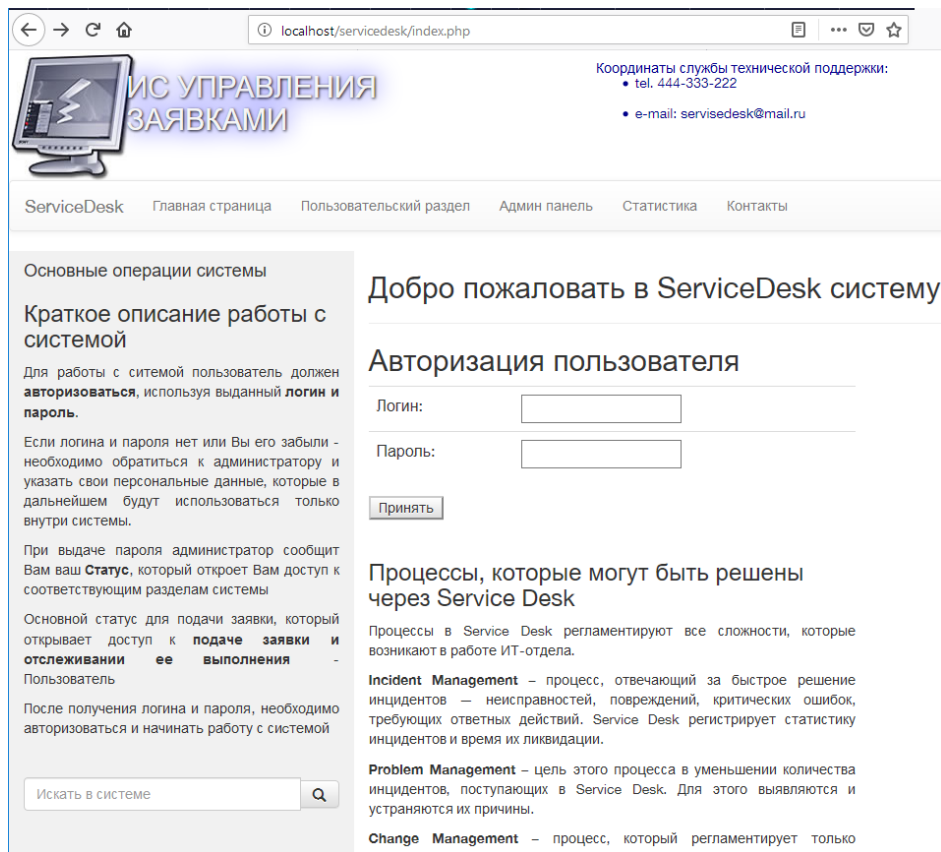 localhost/servicedesk/index.php
ИС УПРАВЛЕНИЯ
ЗАЯВКАМИ
Координаты службы технической поддержки:
• tel. 444-333-222
• e-mail: servisedesk@mail.ru
ServiceDesk Главная страница Пользовательский раздел Админ панель Статистика Контакты
Основные операции системы
Краткое описание работы с
системой
Для работы с ситемой пользователь должен
авторизоваться, используя выданный логин и
пароль.
Если логина и пароля нет или Вы его забыли -
необходимо обратиться к администратору и
указать свои персональные данные, которые в
дальнейшем будут использоваться только
внутри системы.
При выдаче пароля администратор сообщит
Вам ваш Статус, который откроет Вам доступ к
соответствующим разделам системы
Основной статус для подачи заявки, который
открывает доступ к подаче заявки и
отслеживании ее выполнения -
Пользователь
После получения логина и пароля, необходимо
авторизоваться и начинать работу с системой
Искать в системе
Добро пожаловать в ServiceDesk систему
Авторизация пользователя
Логин:
Пароль:
Принять
Процессы, которые могут быть решены
через Service Desk
Процессы в Service Desk регламентируют все сложности, которые
возникают в работе ИТ-отдела.
Incident Management – процесс, отвечающий за быстрое решение
инцидентов — неисправностей, повреждений, критических ошибок,
требующих ответных действий. Service Desk регистрирует статистику
инцидентов и время их ликвидации.
Problem Management – цель этого процесса в уменьшении количества
инцидентов, поступающих в Service Desk. Для этого выявляются и
устраняются их причины.
Change Management – процесс, который регламентирует только